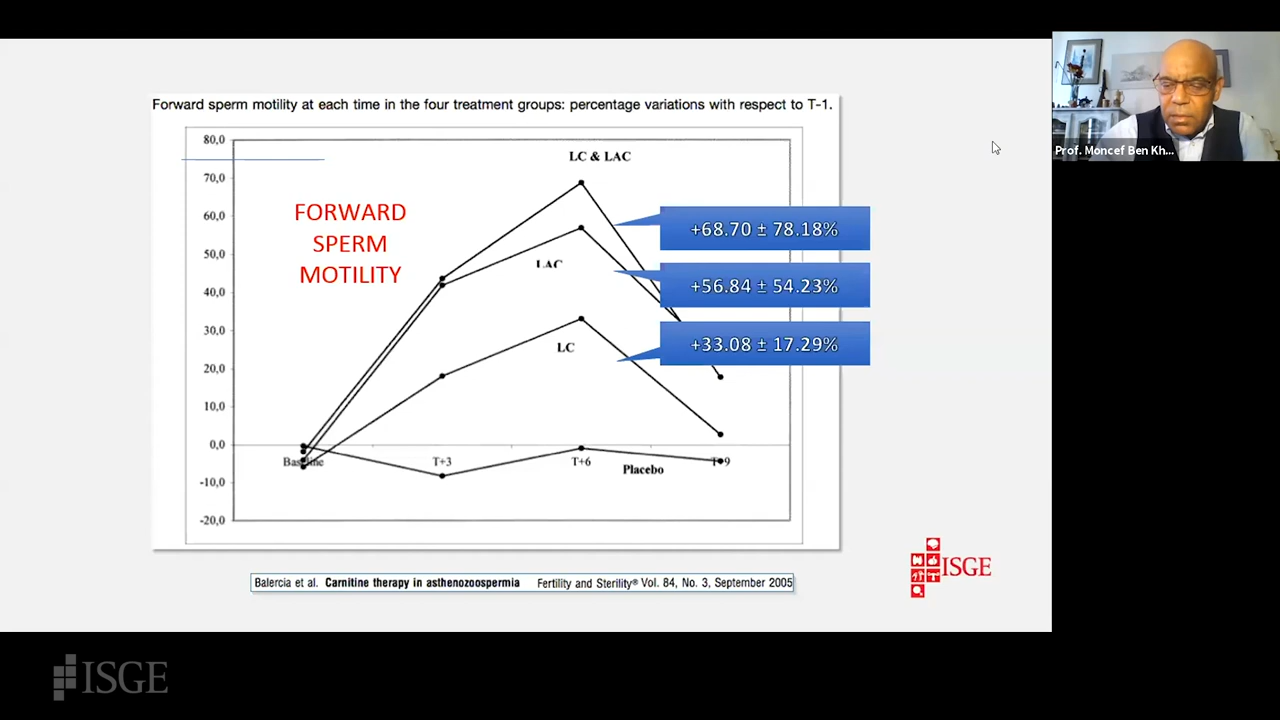 Forward sperm motility at each time in the four treatment groups: percentage variations with respect to T-1.
80,0
70,0
60,0
50,0
40,0
30,0
20,0
10,0
0,0
-10,0
-20,0
FORWARD
SPERM
MOTILITY
LC & LAC
LAC
LC
Placebo
+68.70 ± 78.18%
+56.84 ± 54.23%
+33.08 ± 17.29%
Baseline
T+3
T+6
T+9
Balercia et al. Carnitine therapy in asthenozoospermia Fertility and Sterility® Vol. 84, No. 3, September 2005
ISGE
Prof. Moncef Ben Kh...
ISGE